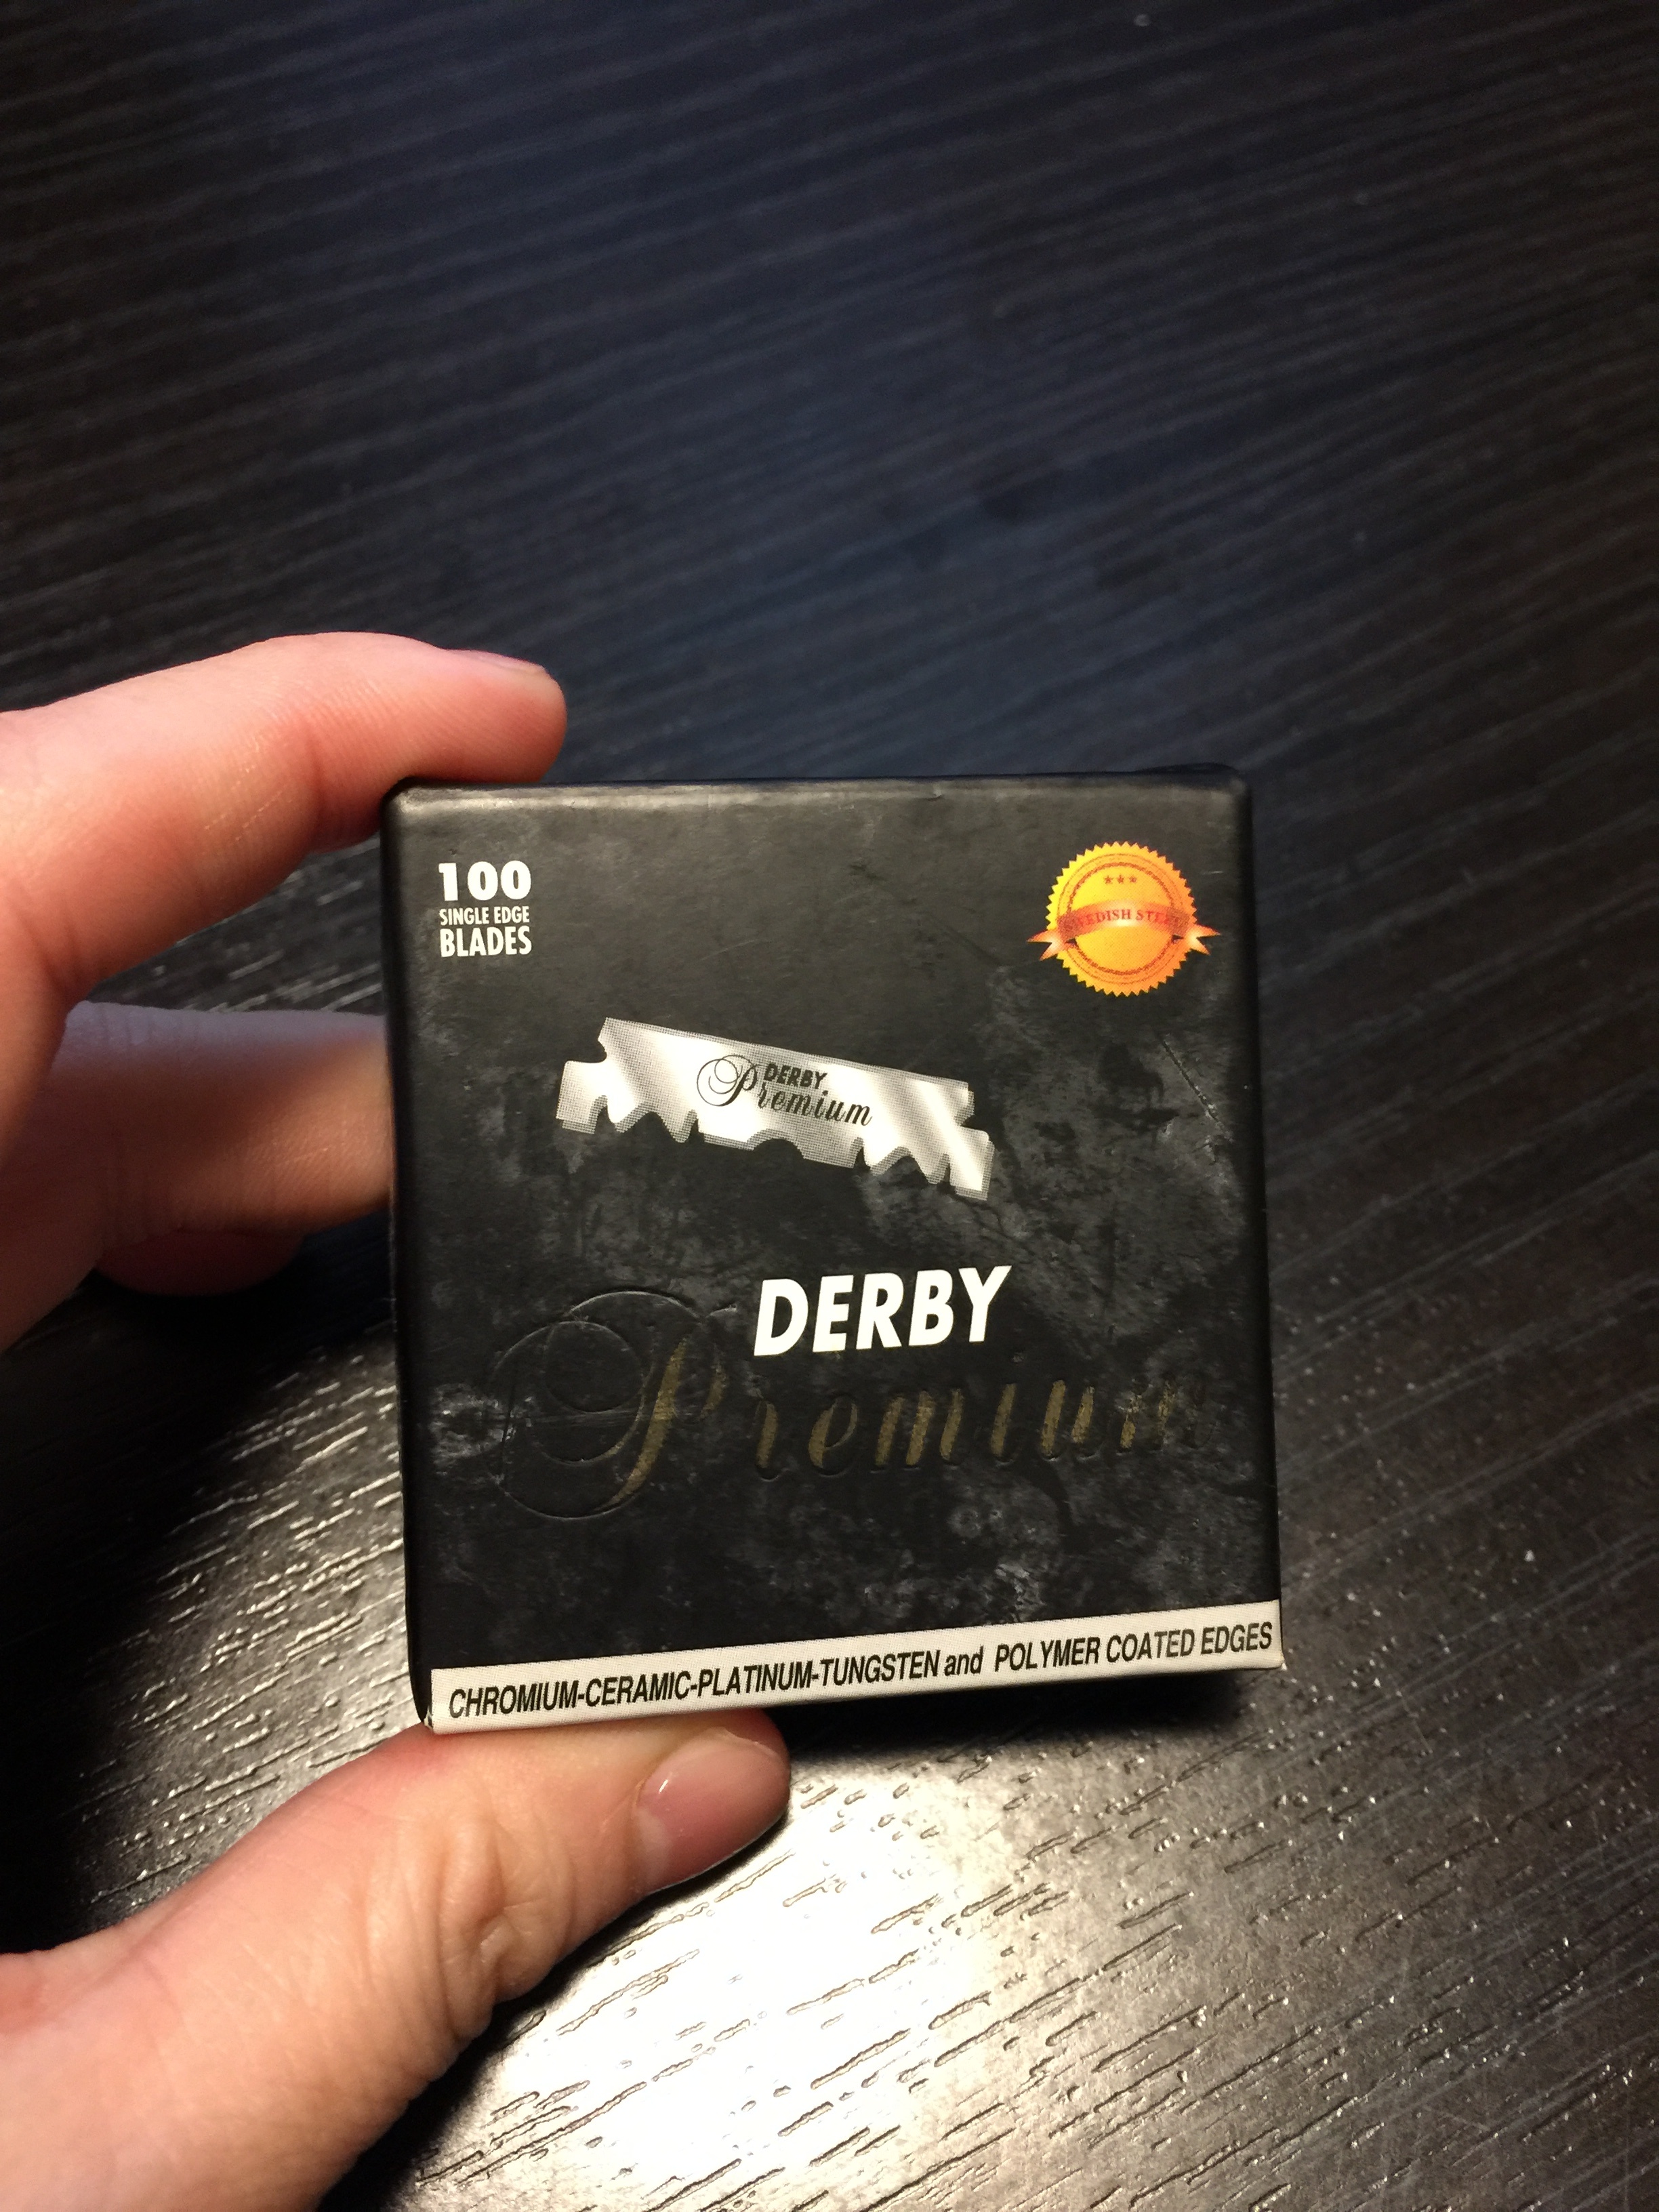 100
SINGLE EDGE
BLADES
SWEDISH STEEL
DERBY
Premium
DERBY
Premium
CHROMIUM-CERAMIC-PLATINUM-TUNGSTEN and POLYMER COATED EDGES